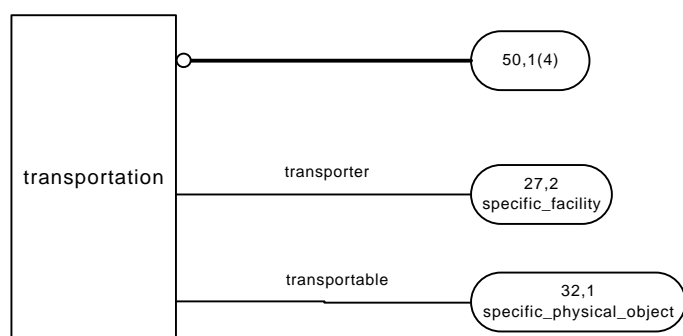 50,1(4)
transportation
transporter
27,2
specific_facility
transportable
32,1
specific_physical_object